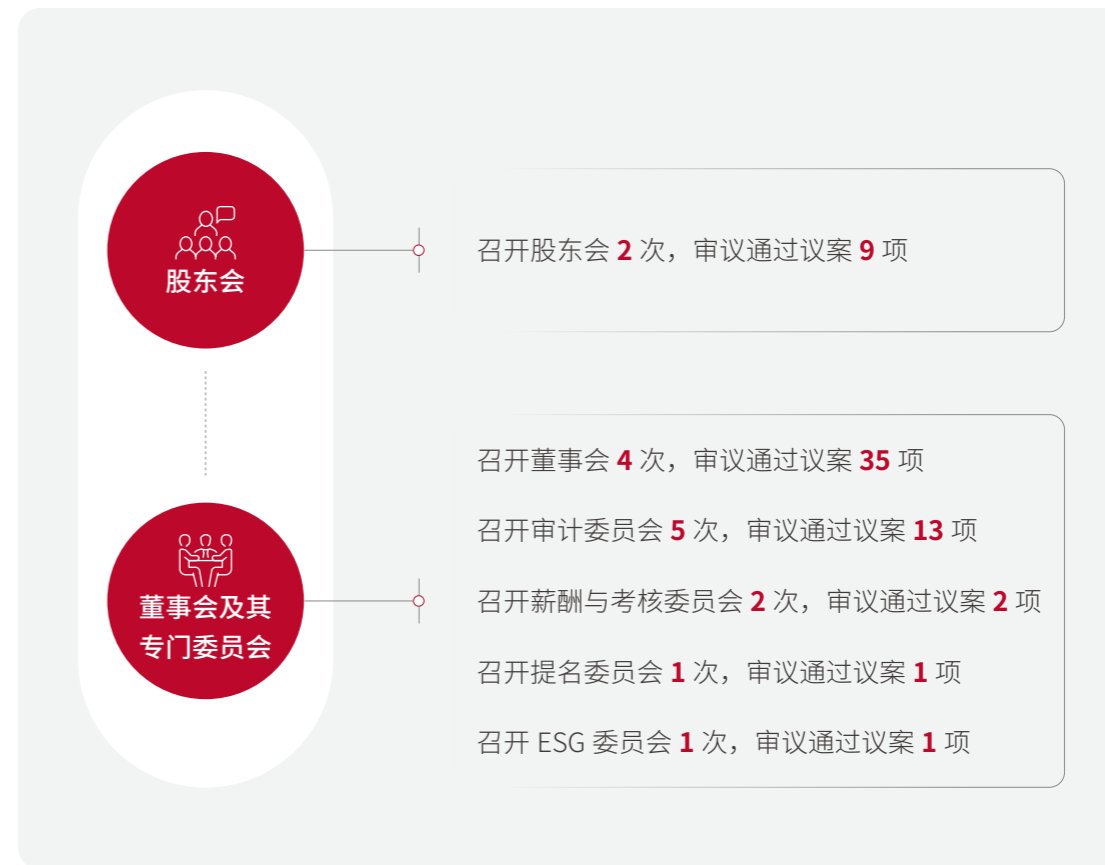 股东会
召开股东会 2 次，审议通过议案 9 项
董事会及其
专门委员会
召开董事会 4 次，审议通过议案 35 项
召开审计委员会 5 次，审议通过议案 13 项
召开薪酬与考核委员会 2 次，审议通过议案 2 项
召开提名委员会 1 次，审议通过议案 1 项
召开 ESG 委员会 1 次，审议通过议案 1 项